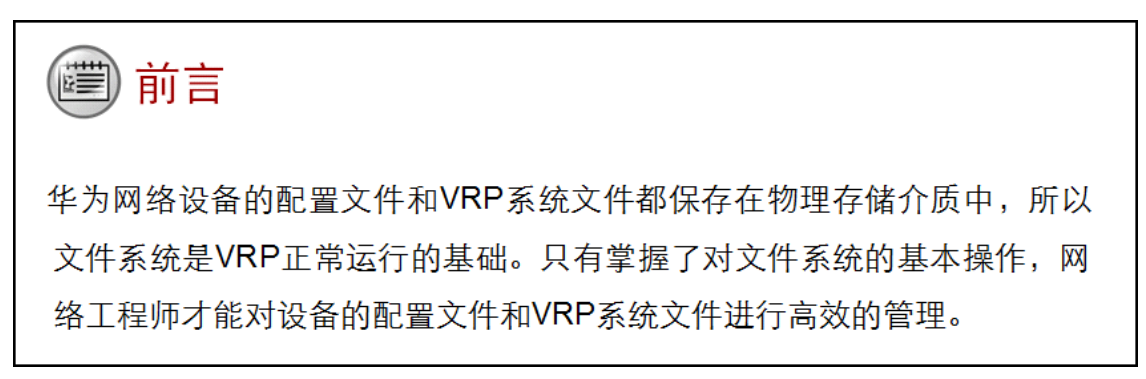 前言
华为网络设备的配置文件和VRP系统文件都保存在物理存储介质中，所以
文件系统是VRP正常运行的基础。只有掌握了对文件系统的基本操作，网
络工程师才能对设备的配置文件和VRP系统文件进行高效的管理。